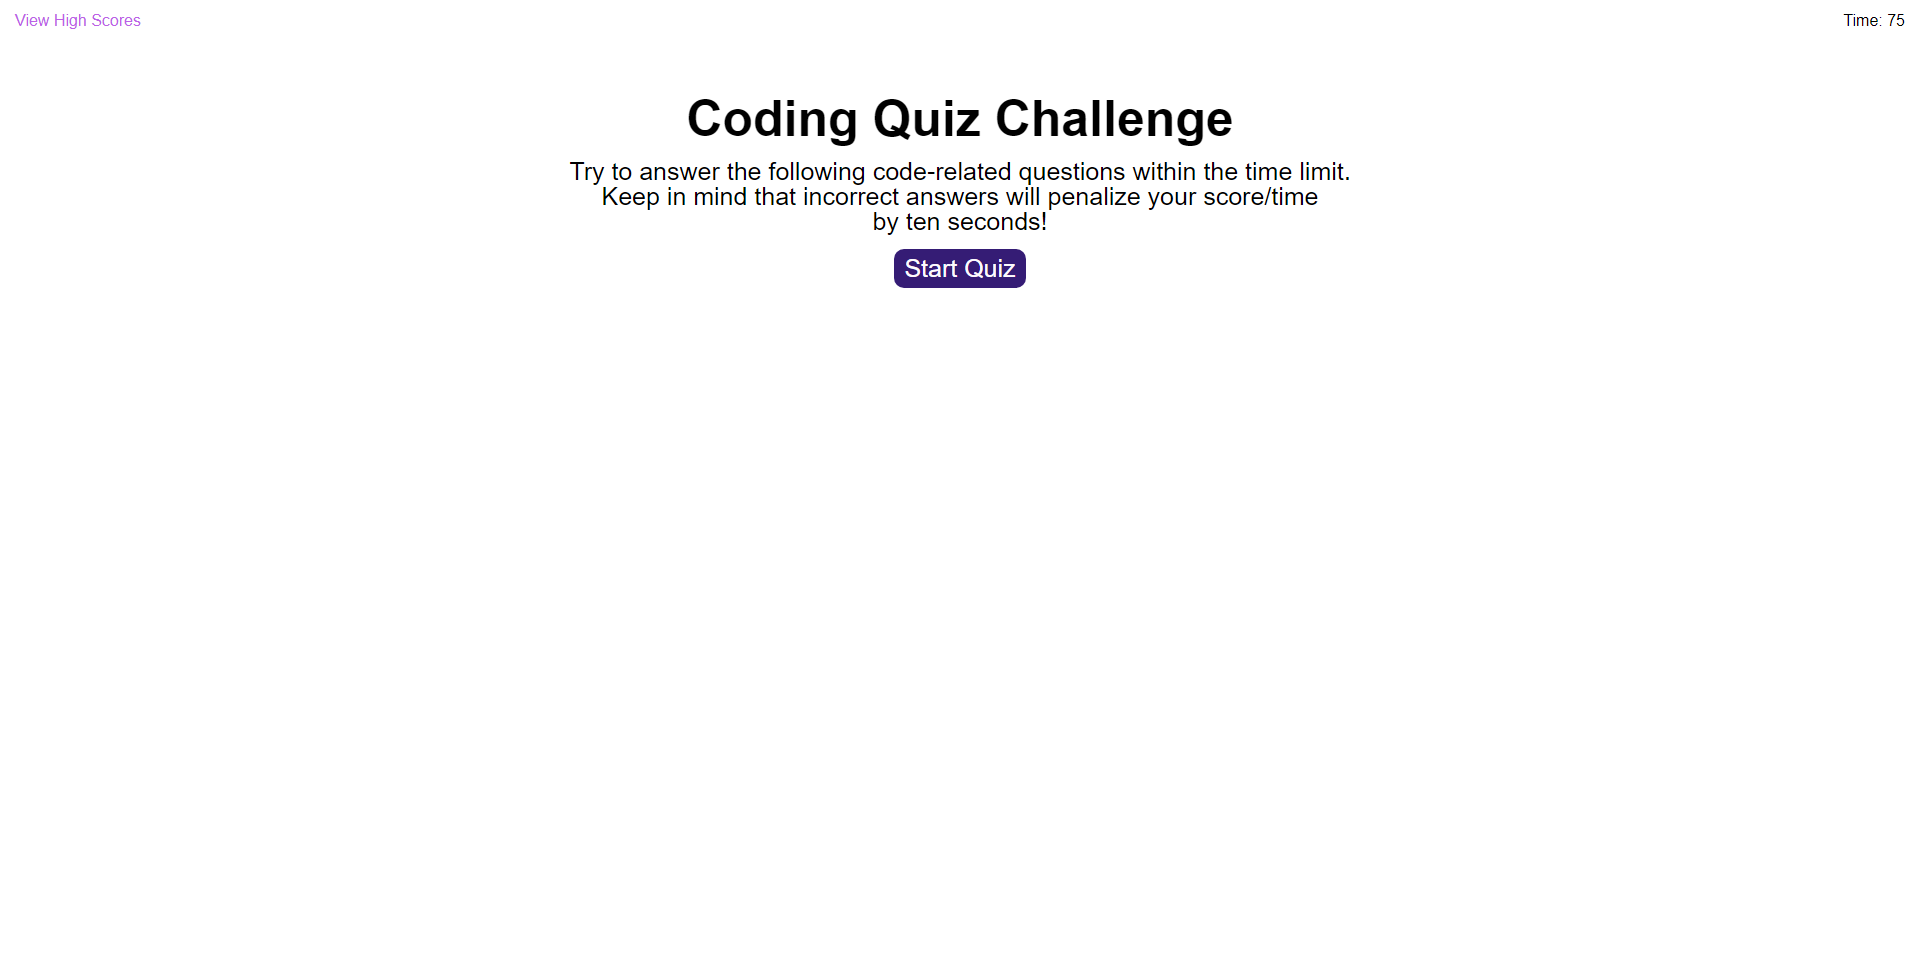 View High Scores
Time: 75
Coding Quiz Challenge
Try to answer the following code-related questions within the time limit.
Keep in mind that incorrect answers will penalize your score/time
by ten seconds!
Start Quiz